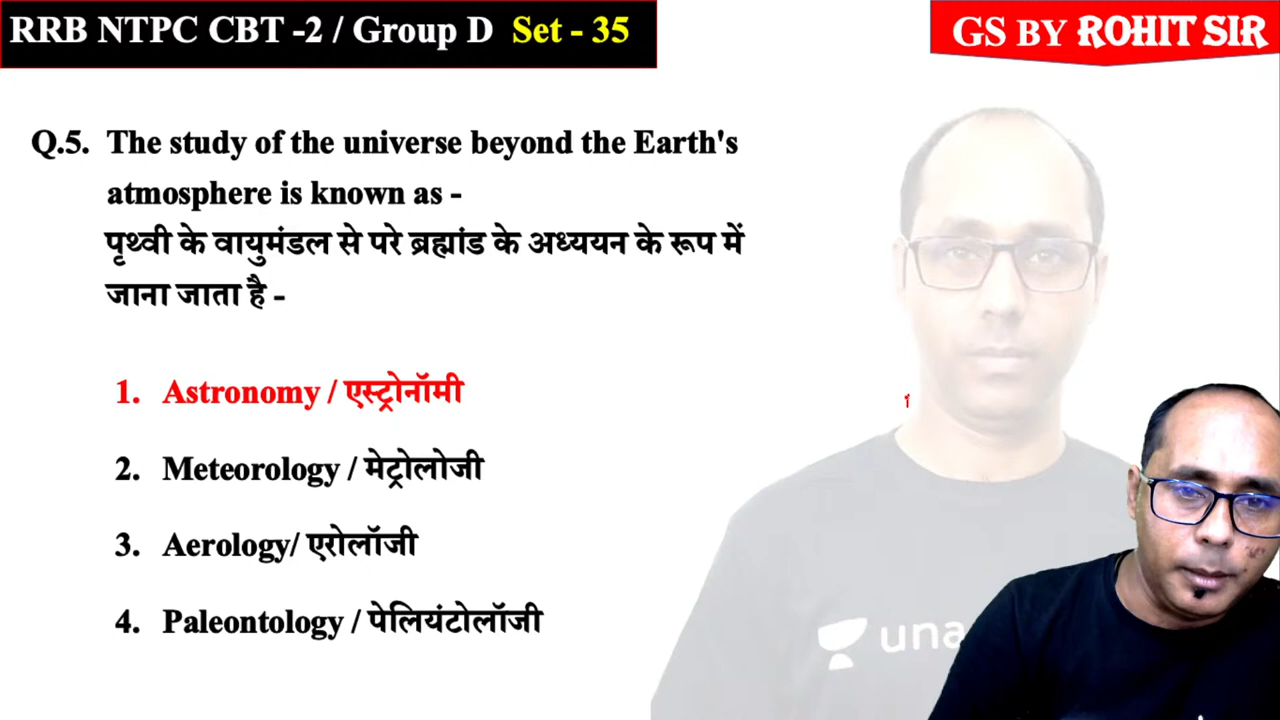 RRB NTPC CBT -2 / Group D Set - 35
GS BY ROHIT SIR
Q.5. The study of the universe beyond the Earth's
atmosphere is known as -
पृथ्वी के वायुमंडल से परे ब्रह्मांड के अध्ययन के रूप में
जाना जाता है -
1. Astronomy / एस्ट्रोनॉमी
2. Meteorology / मेट्रोलोजी
3. Aerology/ एरोलॉजी
4. Paleontology / पेलियंटोलॉजी
una